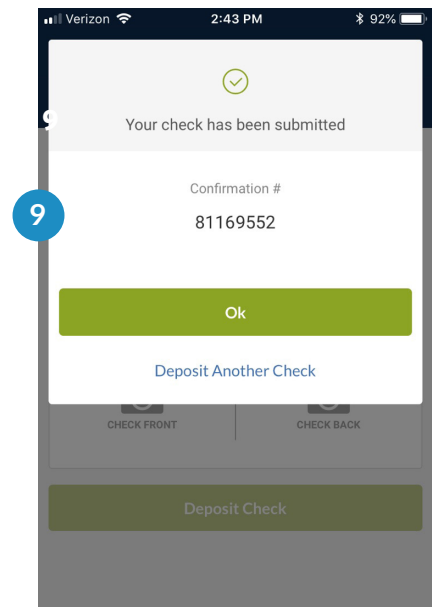 Verizon 2:43 PM 92%
Your check has been submitted
9
Confirmation #
9
81169552
Ok
Deposit Another Check
CHECK FRONT CHECK BACK
Deposit Check